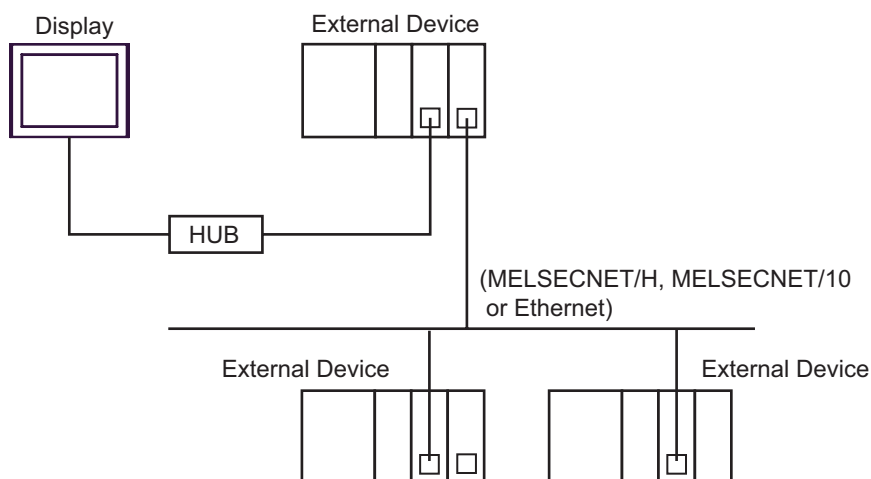 Display
External Device
HUB
(MELSECNET/H, MELSECNET/10
or Ethernet)
External Device
External Device